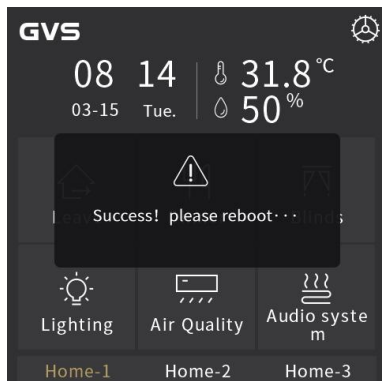 GVS
08 14
31.8 °C
03-15 Tue.
50 %
Success! please reboot···
Lighting
Air Quality
Audio syste
m
Home-1 Home-2 Home-3